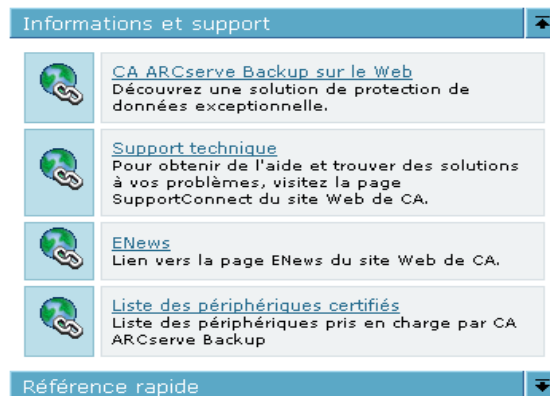 Informations et support
CA ARCserve Backup sur le Web
Découvrez une solution de protection de
données exceptionnelle.
Support technique
Pour obtenir de l'aide et trouver des solutions
à vos problèmes, visitez la page
SupportConnect du site Web de CA.
ENews
Lien vers la page ENews du site Web de CA.
Liste des périphériques certifiés
Liste des périphériques pris en charge par CA
ARCserve Backup
Référence rapide